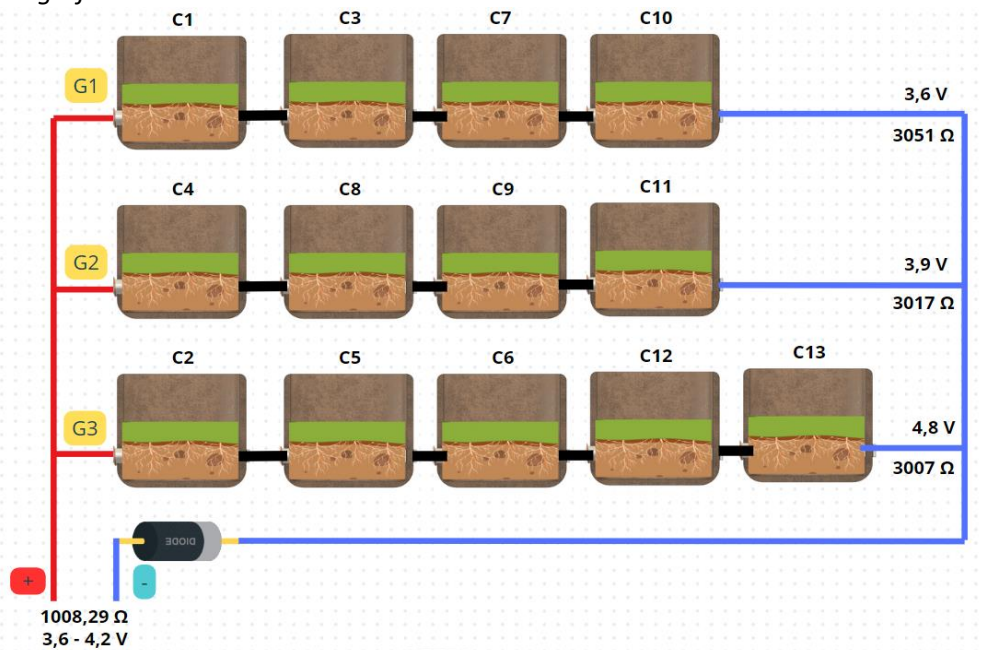 C1 C3 C7 C10
G1
3,6 V
3051 Ω
C4 C8 C9 C11
G2
3,9 V
3017 Ω
C2 C5 C6 C12 C13
G3
4,8 V
3007 Ω
DIODE
+ -
1008,29 Ω
3,6 - 4,2 V